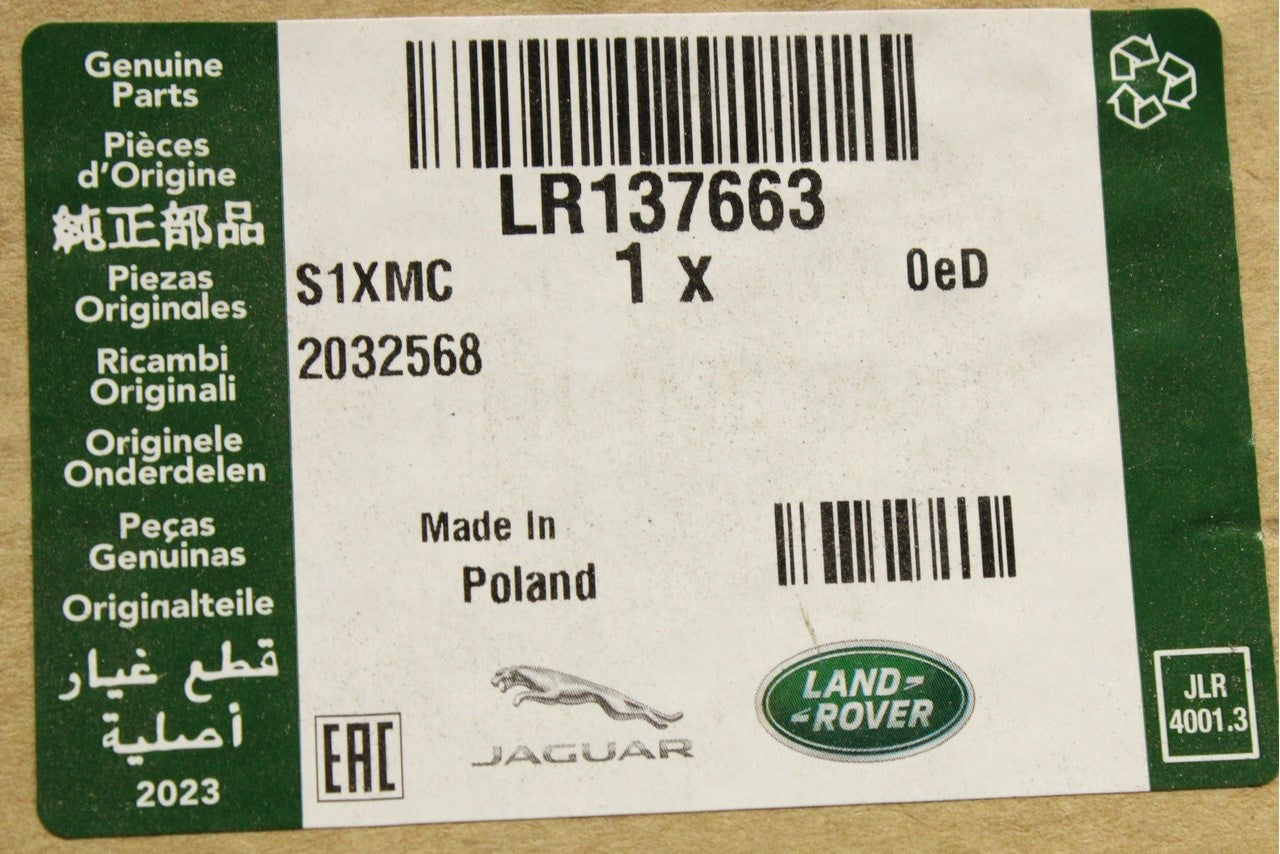 Genuine
Parts
Pièces
d'Origine
純正部品
Piezas
Originales
Ricambi
Originali
Originele
Onderdelen
Peças
Genuinas
Originalteile
قطع غيار
أصلية
2023
LR137663
S1XMC 1 x 0eD
2032568
Made In
Poland
EAC
JAGUAR
LAND-
-ROVER
JLR
4001.3